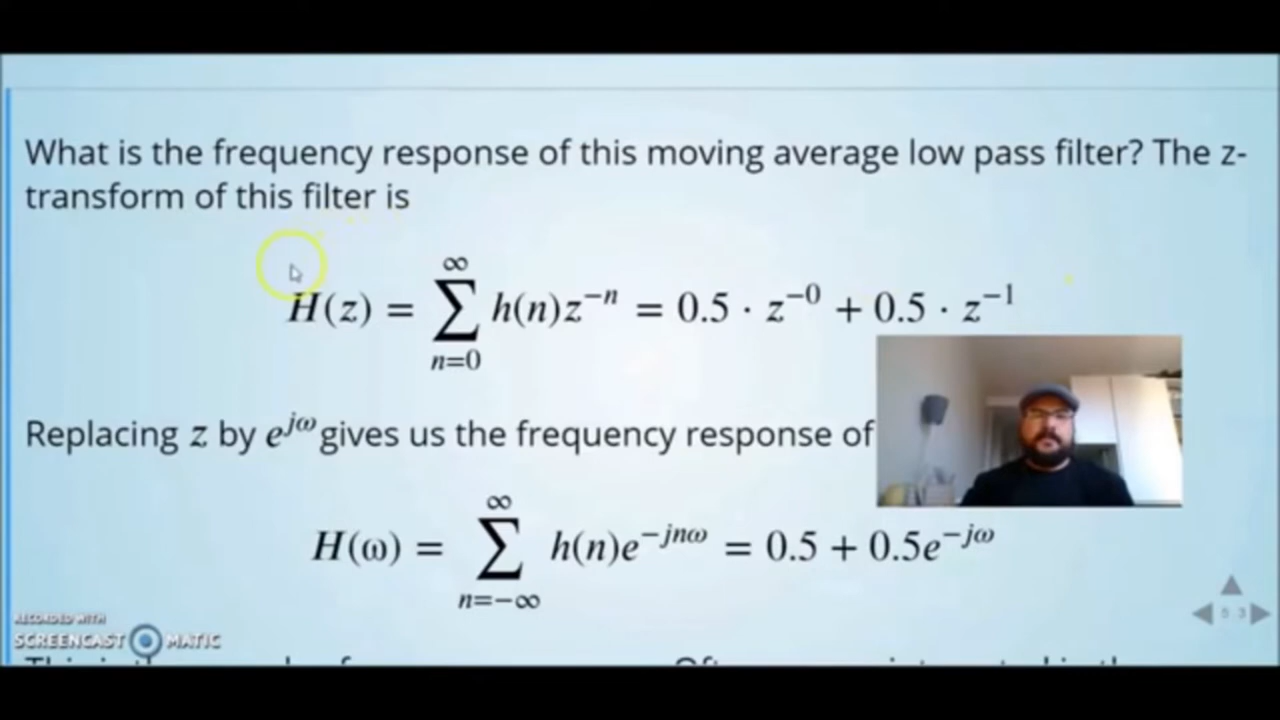 What is the frequency response of this moving average low pass filter? The z-
transform of this filter is
H(z) = ∑_{n=0}^{∞} h(n)z^{−n} = 0.5 · z^{−0} + 0.5 · z^{−1}
Replacing z by e^{jω} gives us the frequency response of
H(ω) = ∑_{n=−∞}^{∞} h(n)e^{−jnω} = 0.5 + 0.5e^{−jω}
5 3
RECORDED WITH
SCREENCAST MATIC